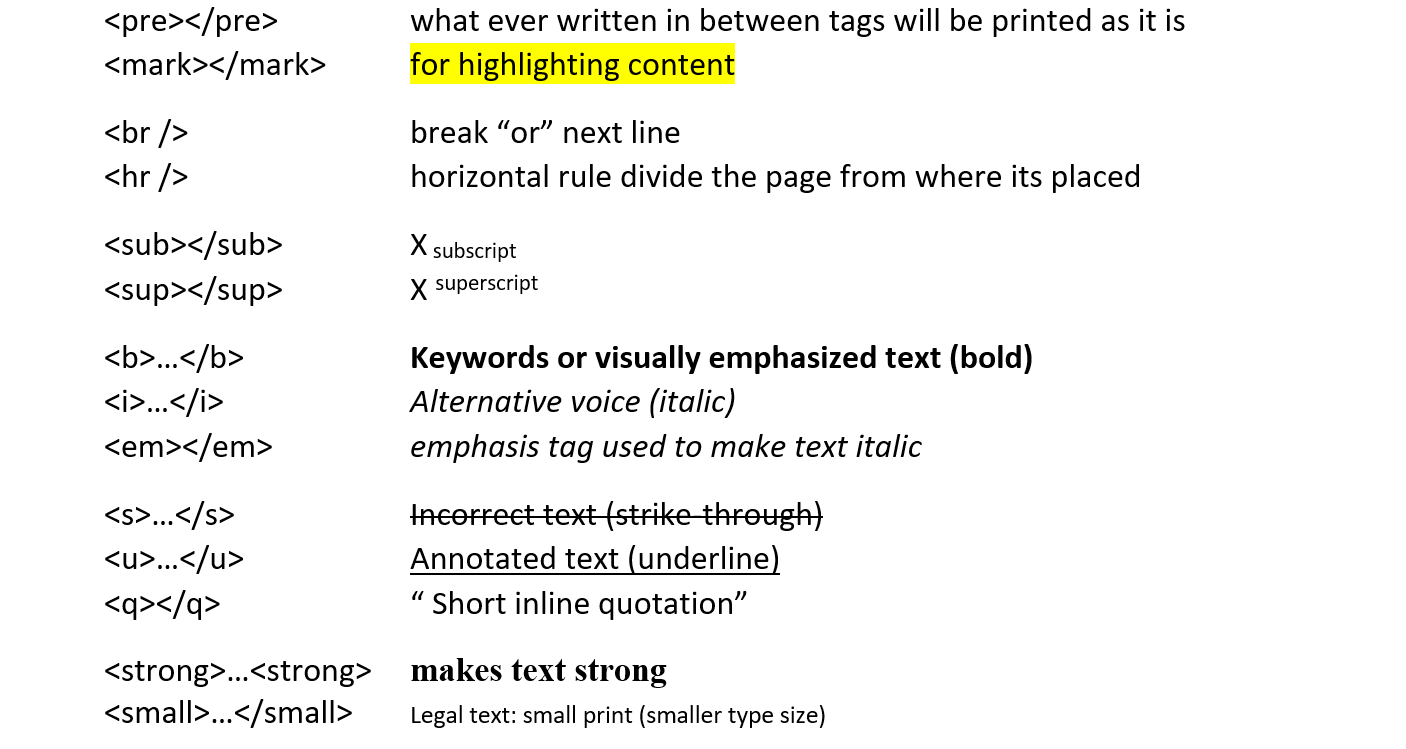 <pre></pre> what ever written in between tags will be printed as it is
<mark></mark> for highlighting content
<br /> break “or” next line
<hr /> horizontal rule divide the page from where its placed
<sub></sub> X subscript
<sup></sup> X superscript
<b>...</b> Keywords or visually emphasized text (bold)
<i>...</i> Alternative voice (italic)
<em></em> emphasis tag used to make text italic
<s>...</s> Incorrect text (strike-through)
<u>...</u> Annotated text (underline)
<q></q> “ Short inline quotation”
<strong>...<strong> makes text strong
<small>...</small> Legal text: small print (smaller type size)